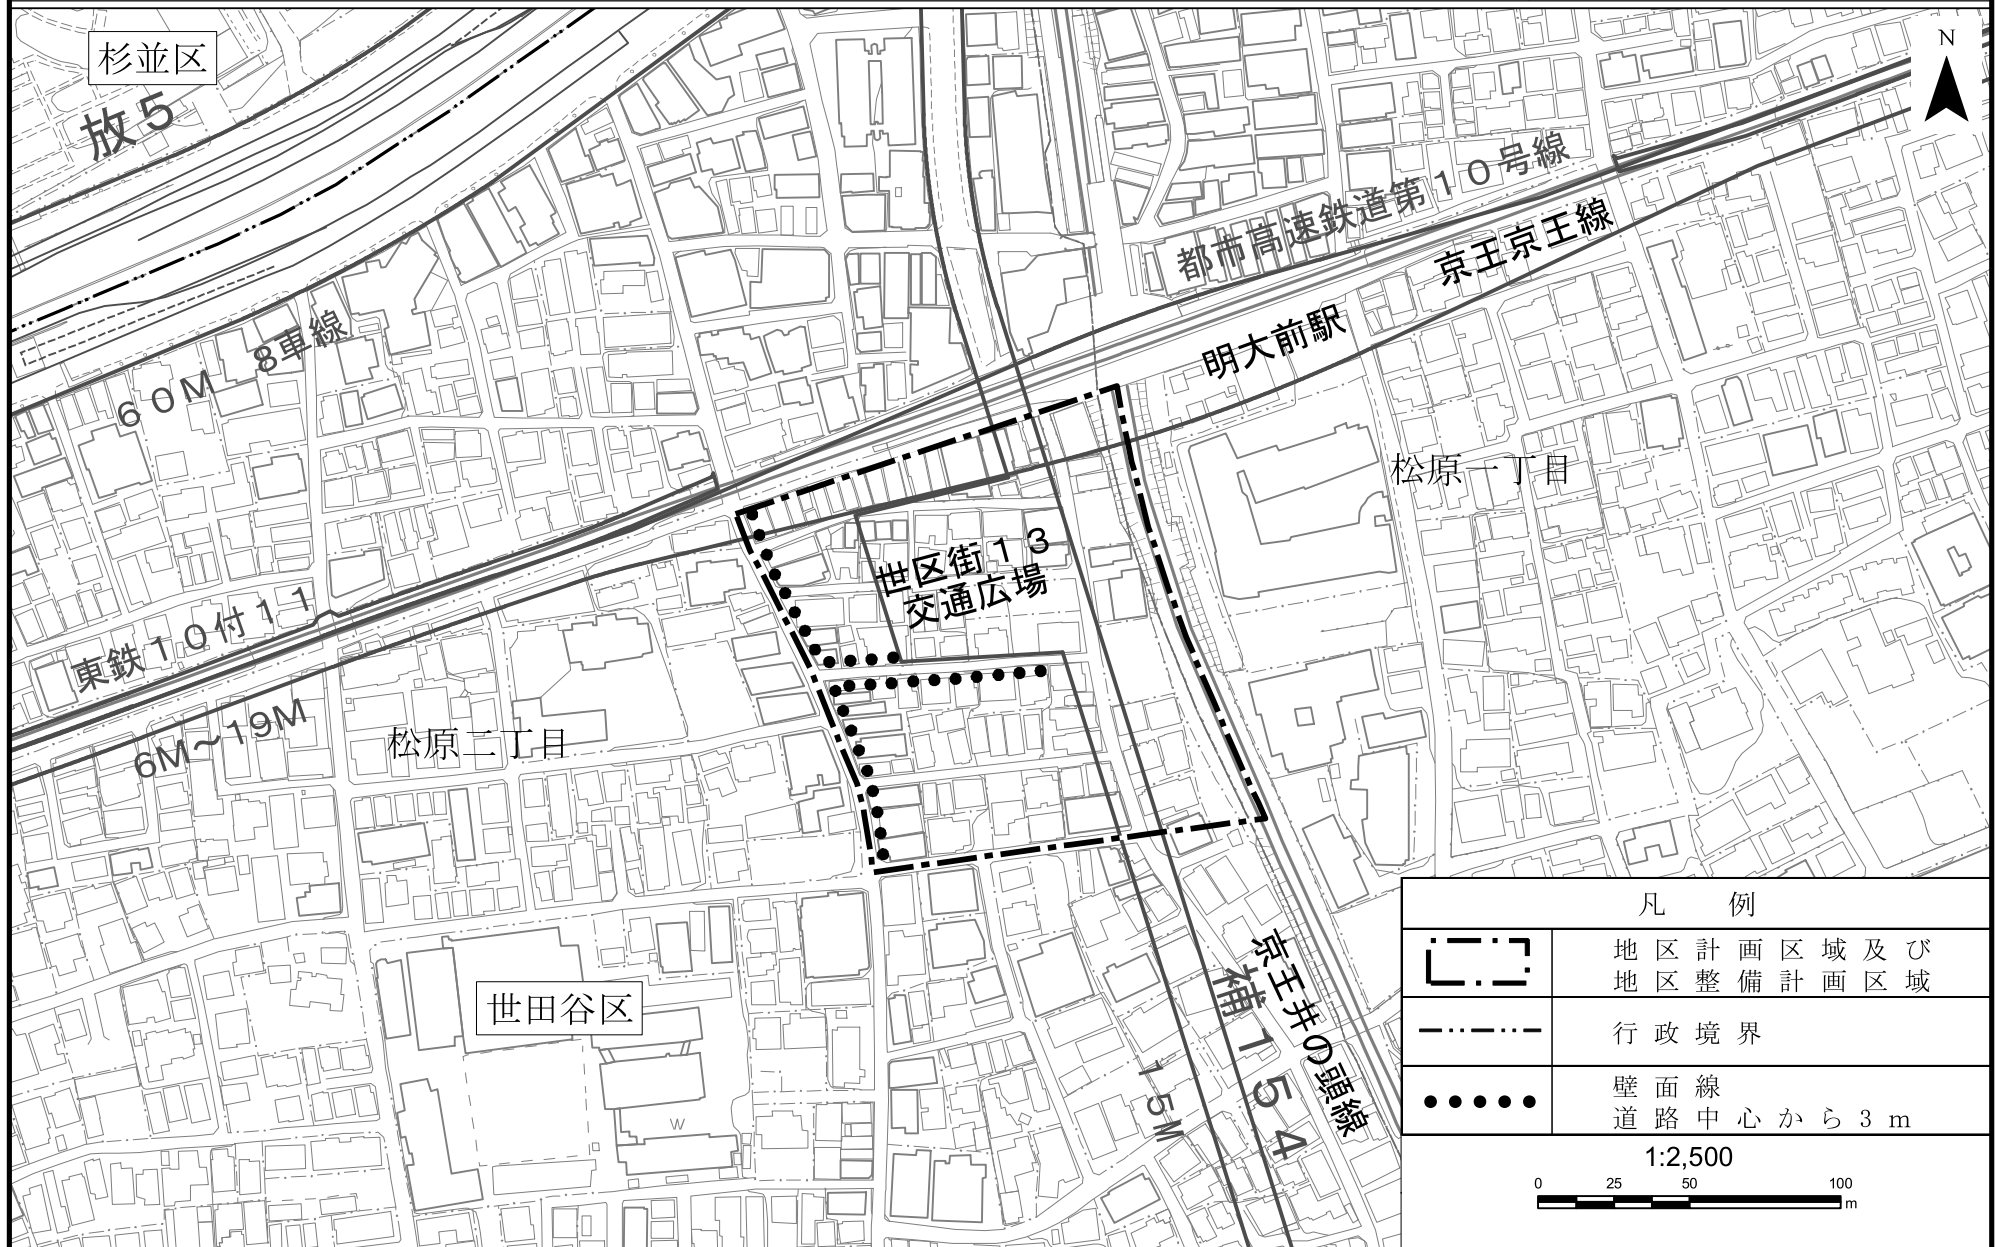 杉並区
放5
N
都市高速鉄道第10号線
京王京王線
明大前駅
60M 8車線
松原一丁目
世区街13
交通広場
東鉄10付11
6M～19M
松原二丁目
世田谷区
京王井の頭線
補154
15M
W
凡 例
地区計画区域及び
地区整備計画区域
行政境界
壁面線
道路中心から3m
1:2,500
0 25 50 100
m